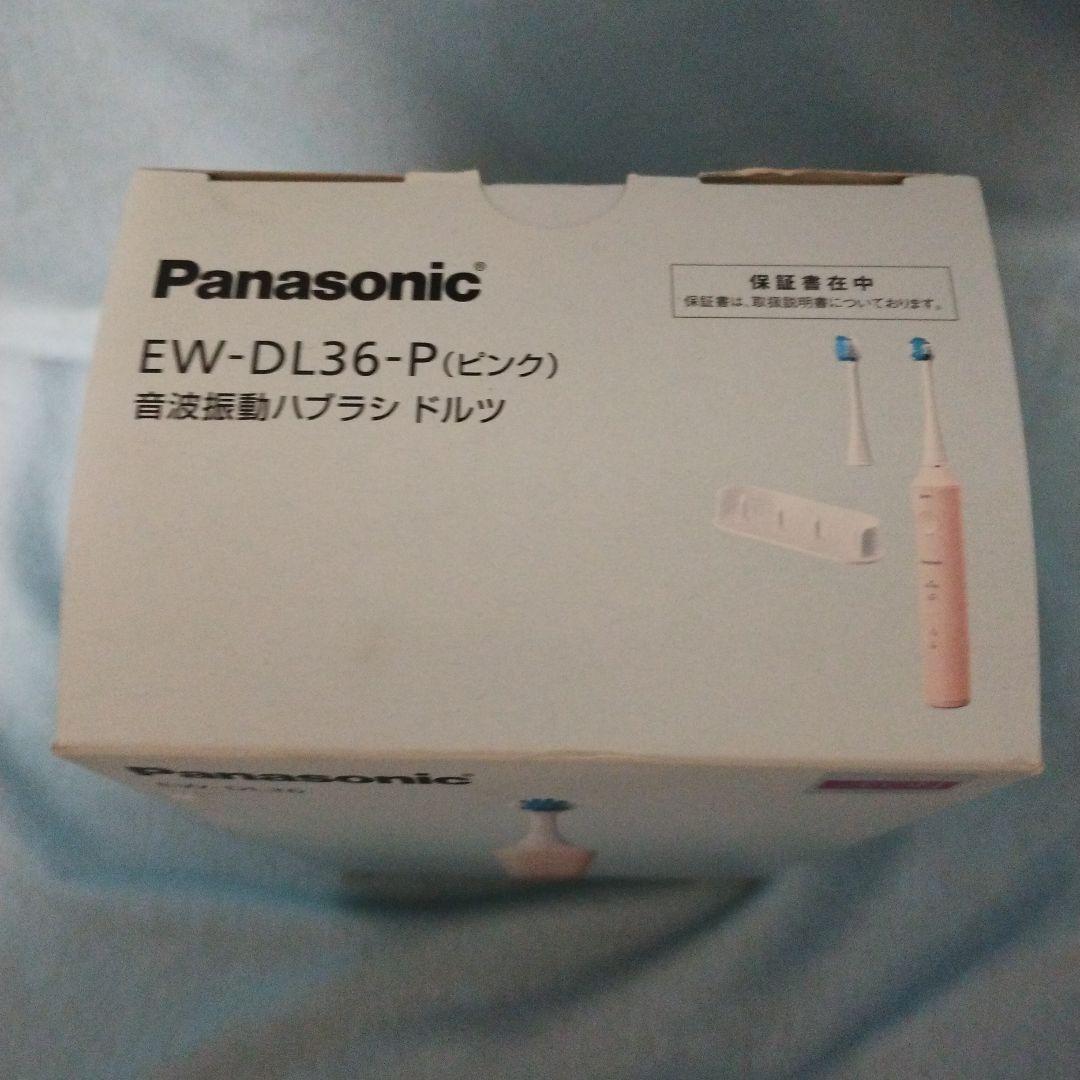 Panasonic®
EW-DL36-P(ピンク)
音波振動ハブラシ ドルツ
保証書在中
保証書は、取扱説明書についております。
Panasonic
EW-DL36